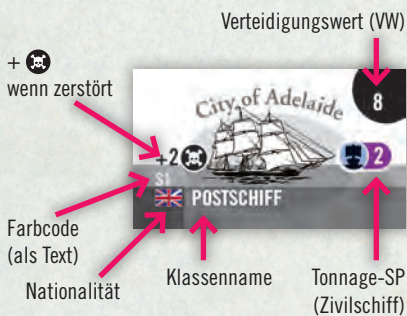 Verteidigungswert (VW)
+
wenn zerstört
City of Adelaide
8
+2
2
S1
POSTSCHIFF
Farbcode
(als Text)
Nationalität
Klassenname
Tonnage-SP
(Zivilschiff)